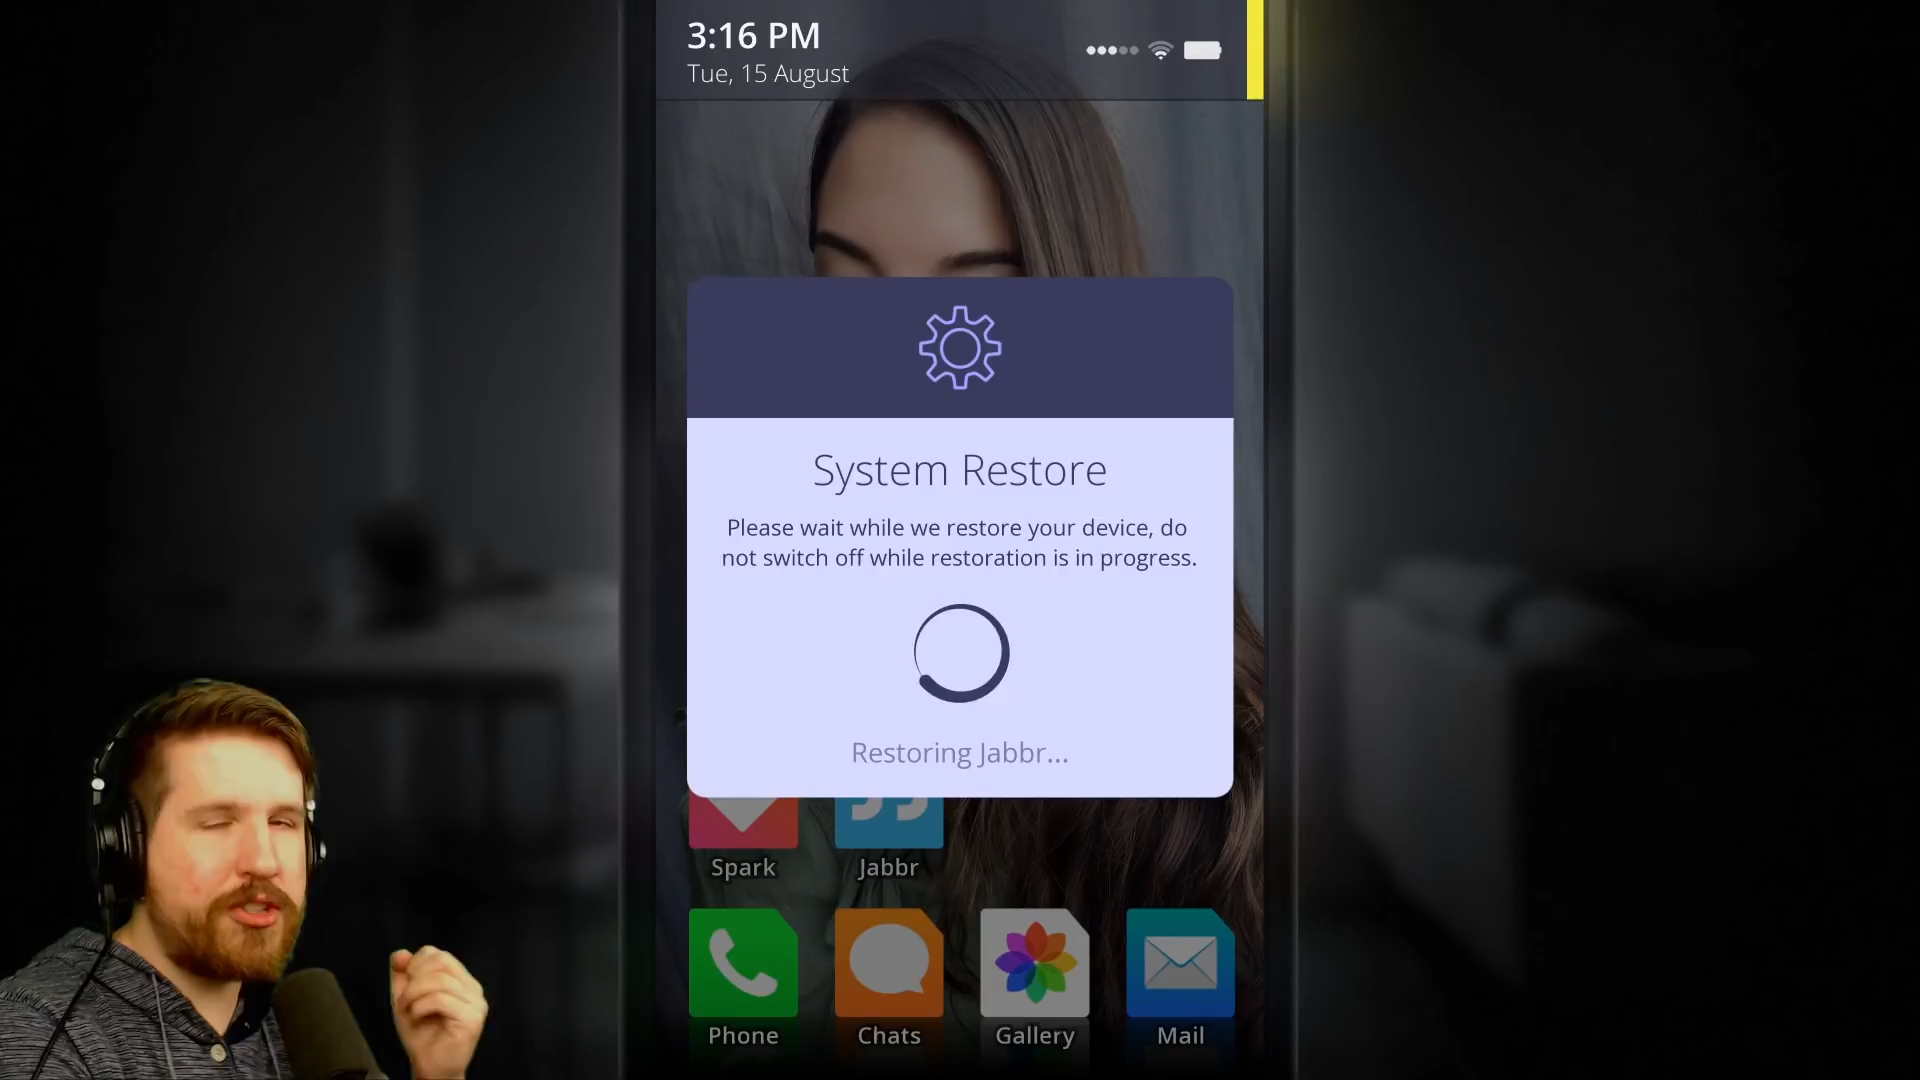 3:16 PM
Tue, 15 August
System Restore
Please wait while we restore your device, do
not switch off while restoration is in progress.
Restoring Jabbr...
Spark
Jabbr
Phone
Chats
Gallery
Mail